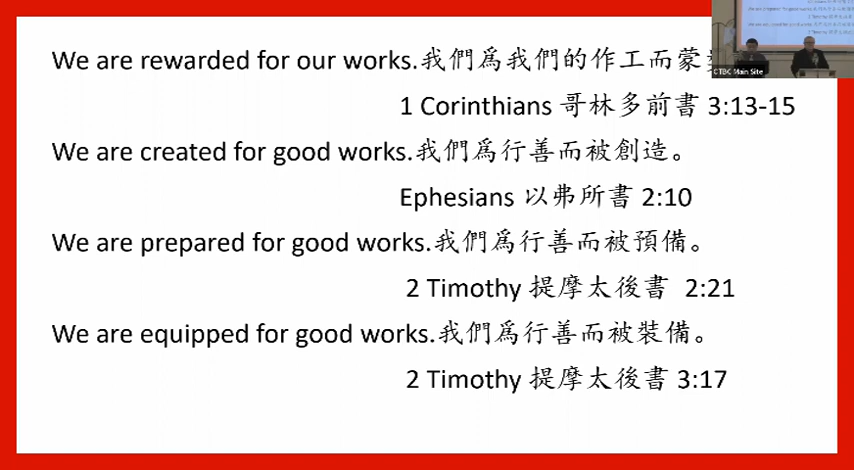 We are rewarded for our works.我們爲我們的作工而蒙
1 Corinthians 哥林多前書 3:13-15
We are created for good works.我們爲行善而被創造。
Ephesians 以弗所書 2:10
We are prepared for good works.我們爲行善而被預備。
2 Timothy 提摩太後書 2:21
We are equipped for good works.我們爲行善而被裝備。
2 Timothy 提摩太後書 3:17
CTBC Main Site